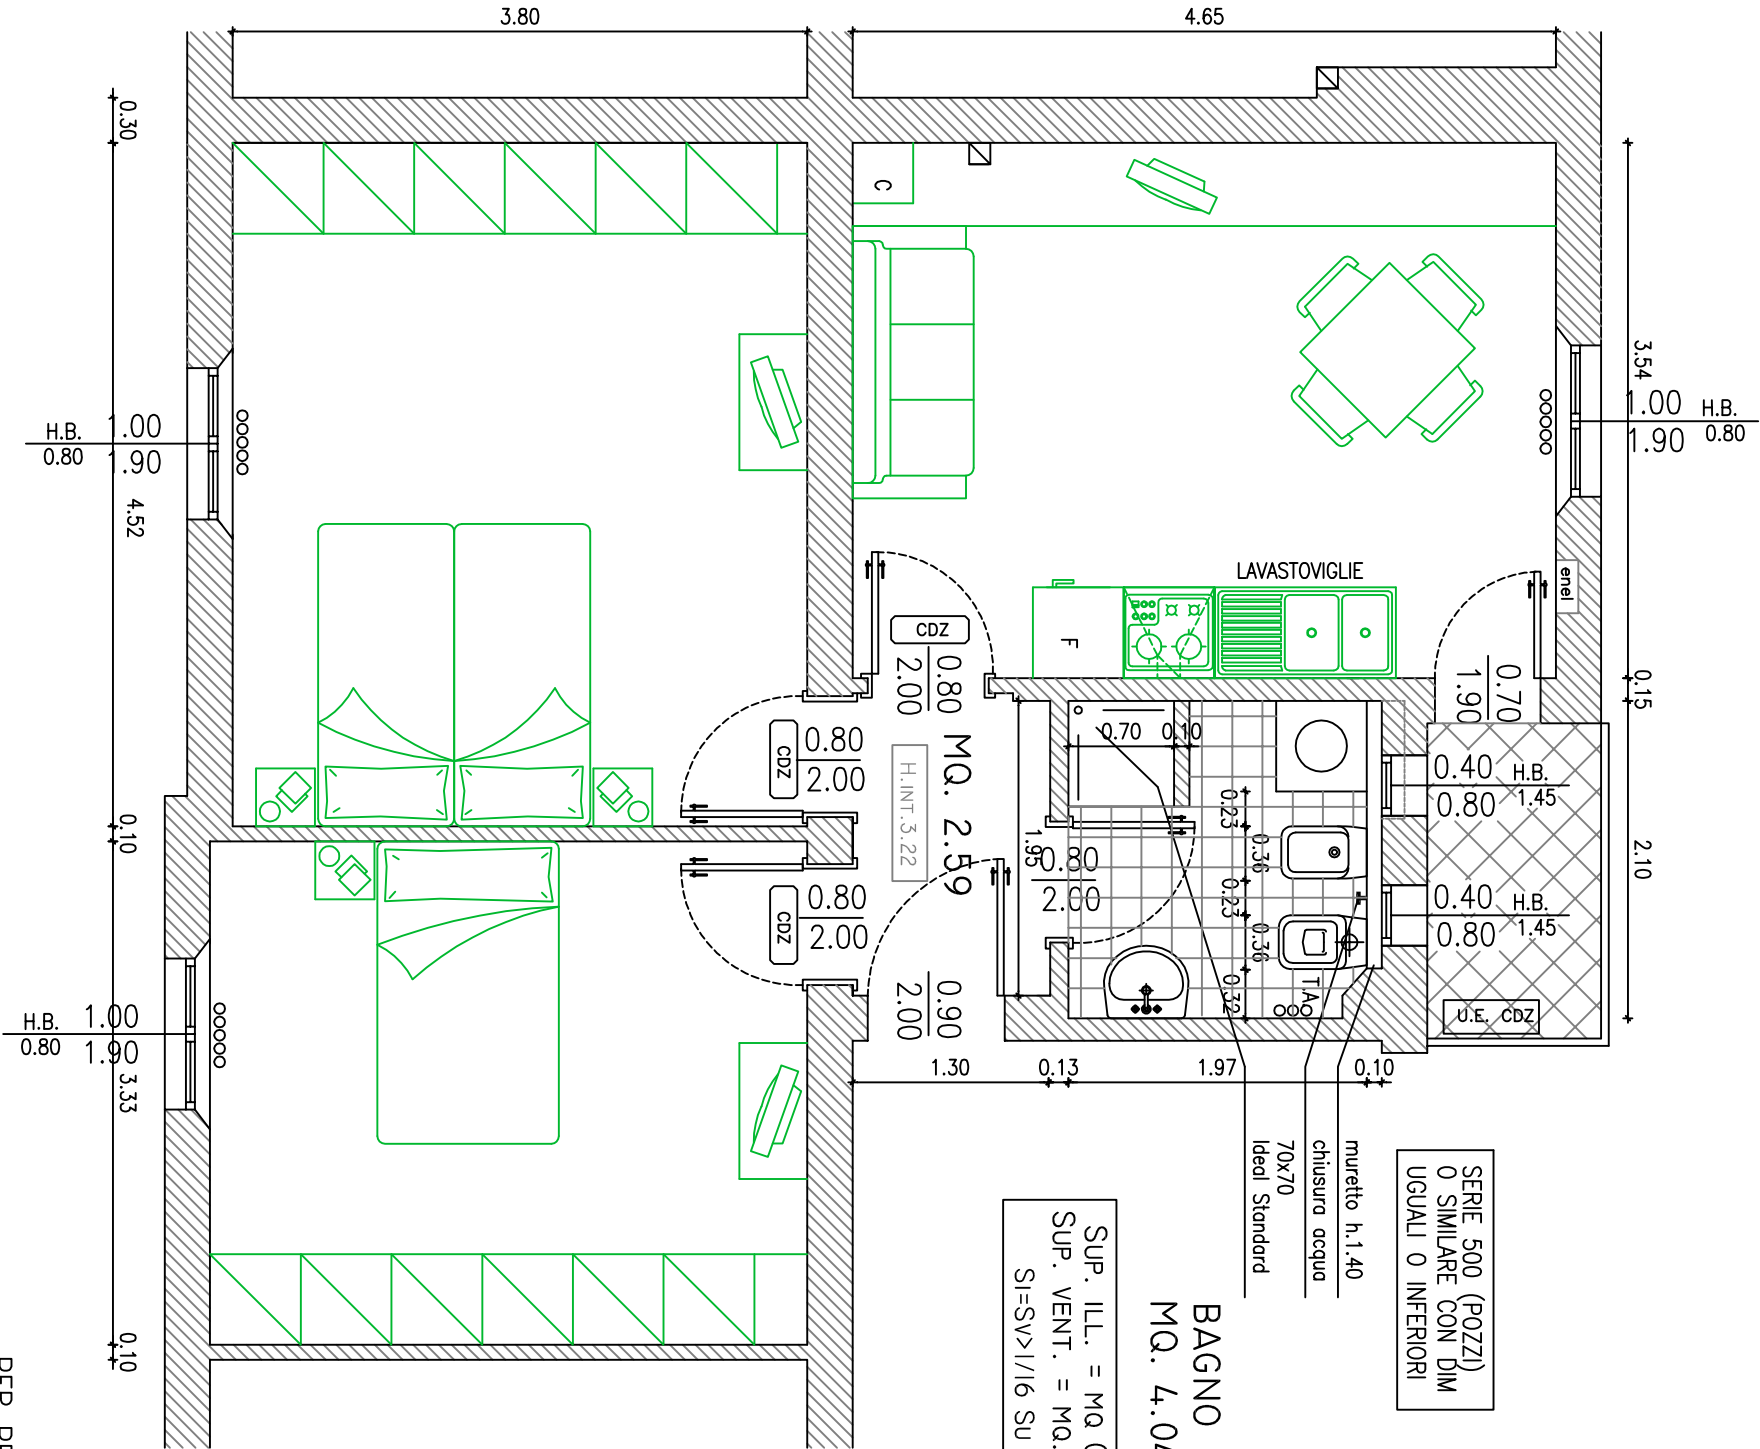 3.80
4.65
0.30
C
3.54
H.B. 1.00
0.80 1.90
1.00 H.B.
1.90 0.80
4.52
LAVASTOVIGLIE
enel
F
CDZ
0.80
2.00
0.70
1.90
0.15
0.70 0.10
CDZ
0.80
2.00
MQ. 2.59
H.INT.3.22
0.40 H.B.
0.80 1.45
0.23
0.36
0.23
0.36
0.32
1.95
0.80
2.00
2.10
0.10
0.40 H.B.
0.80 1.45
CDZ
0.80
2.00
0.90
2.00
T.A.
U.E. CDZ
H.B. 1.00
0.80 1.90
3.33
1.30
0.13
1.97
0.10
muretto h.1.40
chiusura acqua
70x70
Ideal Standard
SERIE 500 (POZZI)
O SIMILARE CON DIM
UGUALI O INFERIORI
BAGNO
MQ. 4.04
SUP. ILL. = MQ (
SUP. VENT. = MQ.
SI=SV>1/16 SU
0.10
PER